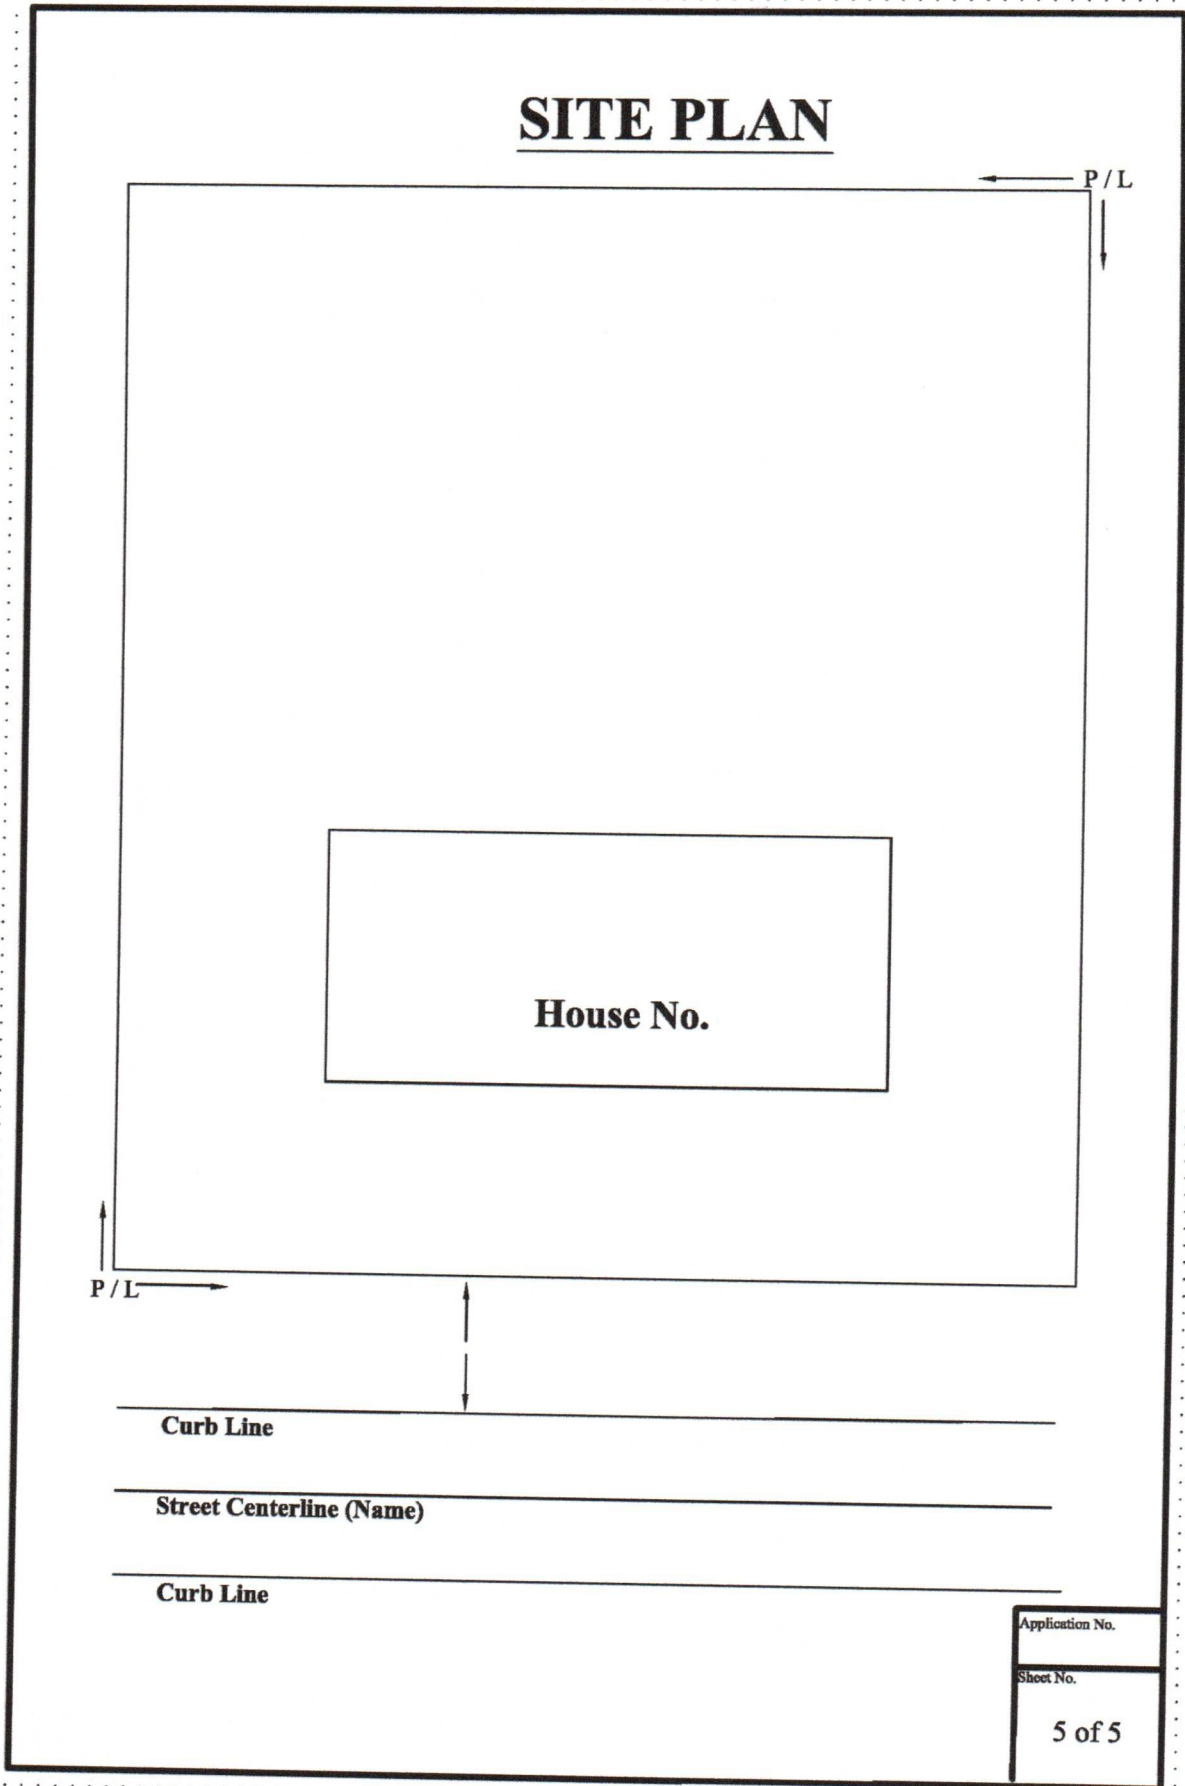 SITE PLAN
P / L
House No.
P / L
Curb Line
Street Centerline (Name)
Curb Line
Application No.
Sheet No.
5 of 5